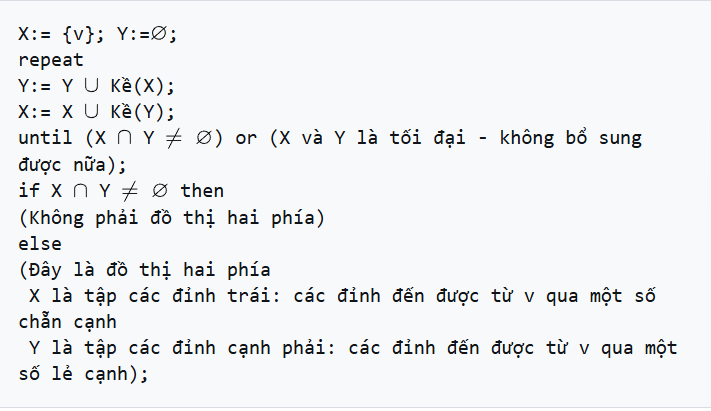 X:= {v}; Y:=∅;
repeat
Y:= Y ∪ Kề(X);
X:= X ∪ Kề(Y);
until (X ∩ Y ≠ ∅) or (X và Y là tối đại - không bổ sung
được nữa);
if X ∩ Y ≠ ∅ then
(Không phải đồ thị hai phía)
else
(Đây là đồ thị hai phía
X là tập các đỉnh trái: các đỉnh đến được từ v qua một số
chẵn cạnh
Y là tập các đỉnh cạnh phải: các đỉnh đến được từ v qua một
số lẻ cạnh);